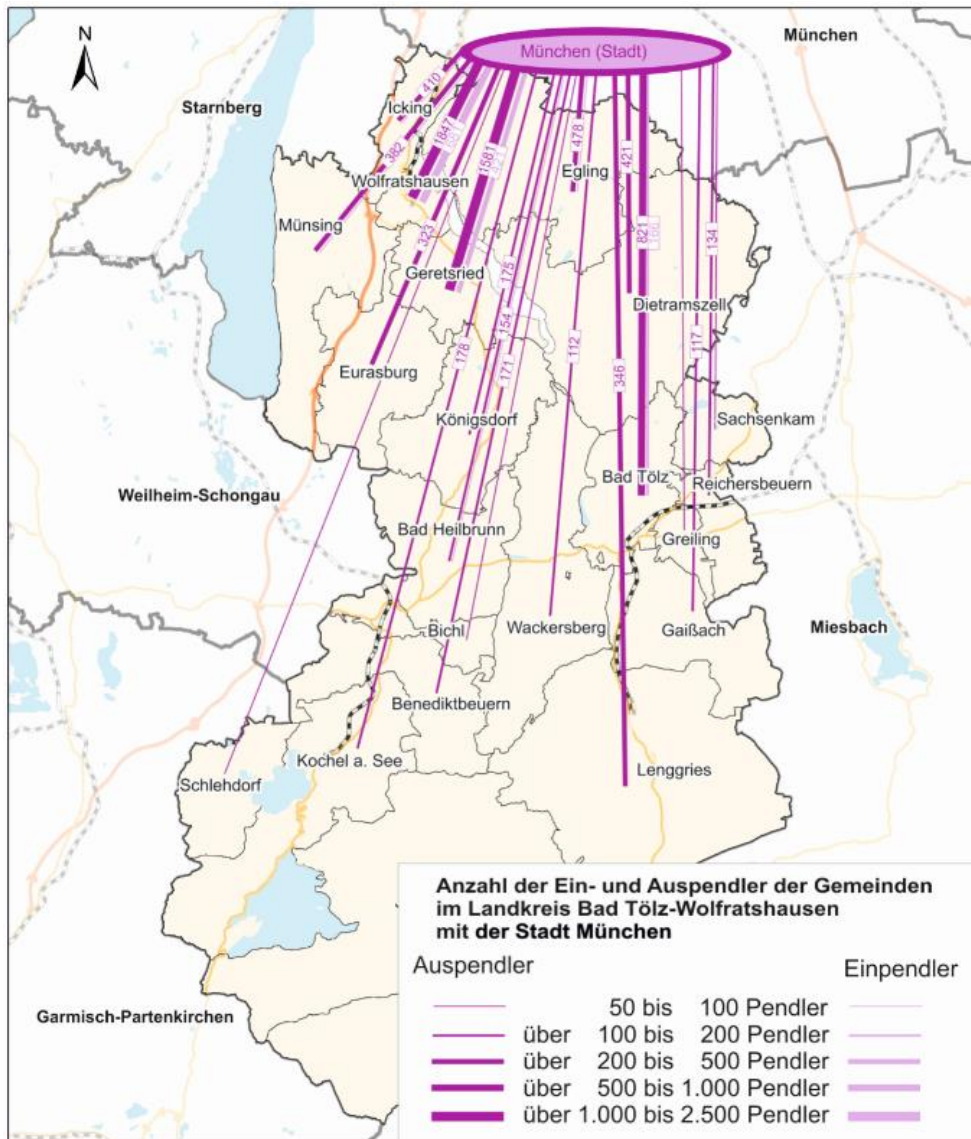 N
München (Stadt)
München
Starnberg
Icking
410
382
1847
Wolfratshausen
Münsing
1581
478
Egling
421
821
134
323
Geretsried
175
154
171
178
112
117
346
Dietramszell
Eurasburg
Königsdorf
Sachsenkam
Weilheim-Schongau
Bad Tölz
Reichersbeuern
Bad Heilbrunn
Greiling
Bichl
Wackersberg
Gaißach
Miesbach
Benediktbeuern
Kochel a. See
Schlehdorf
Lenggries
Garmisch-Partenkirchen
Anzahl der Ein- und Auspendler der Gemeinden
im Landkreis Bad Tölz-Wolfratshausen
mit der Stadt München
Auspendler Einpendler
50 bis 100 Pendler
über 100 bis 200 Pendler
über 200 bis 500 Pendler
über 500 bis 1.000 Pendler
über 1.000 bis 2.500 Pendler